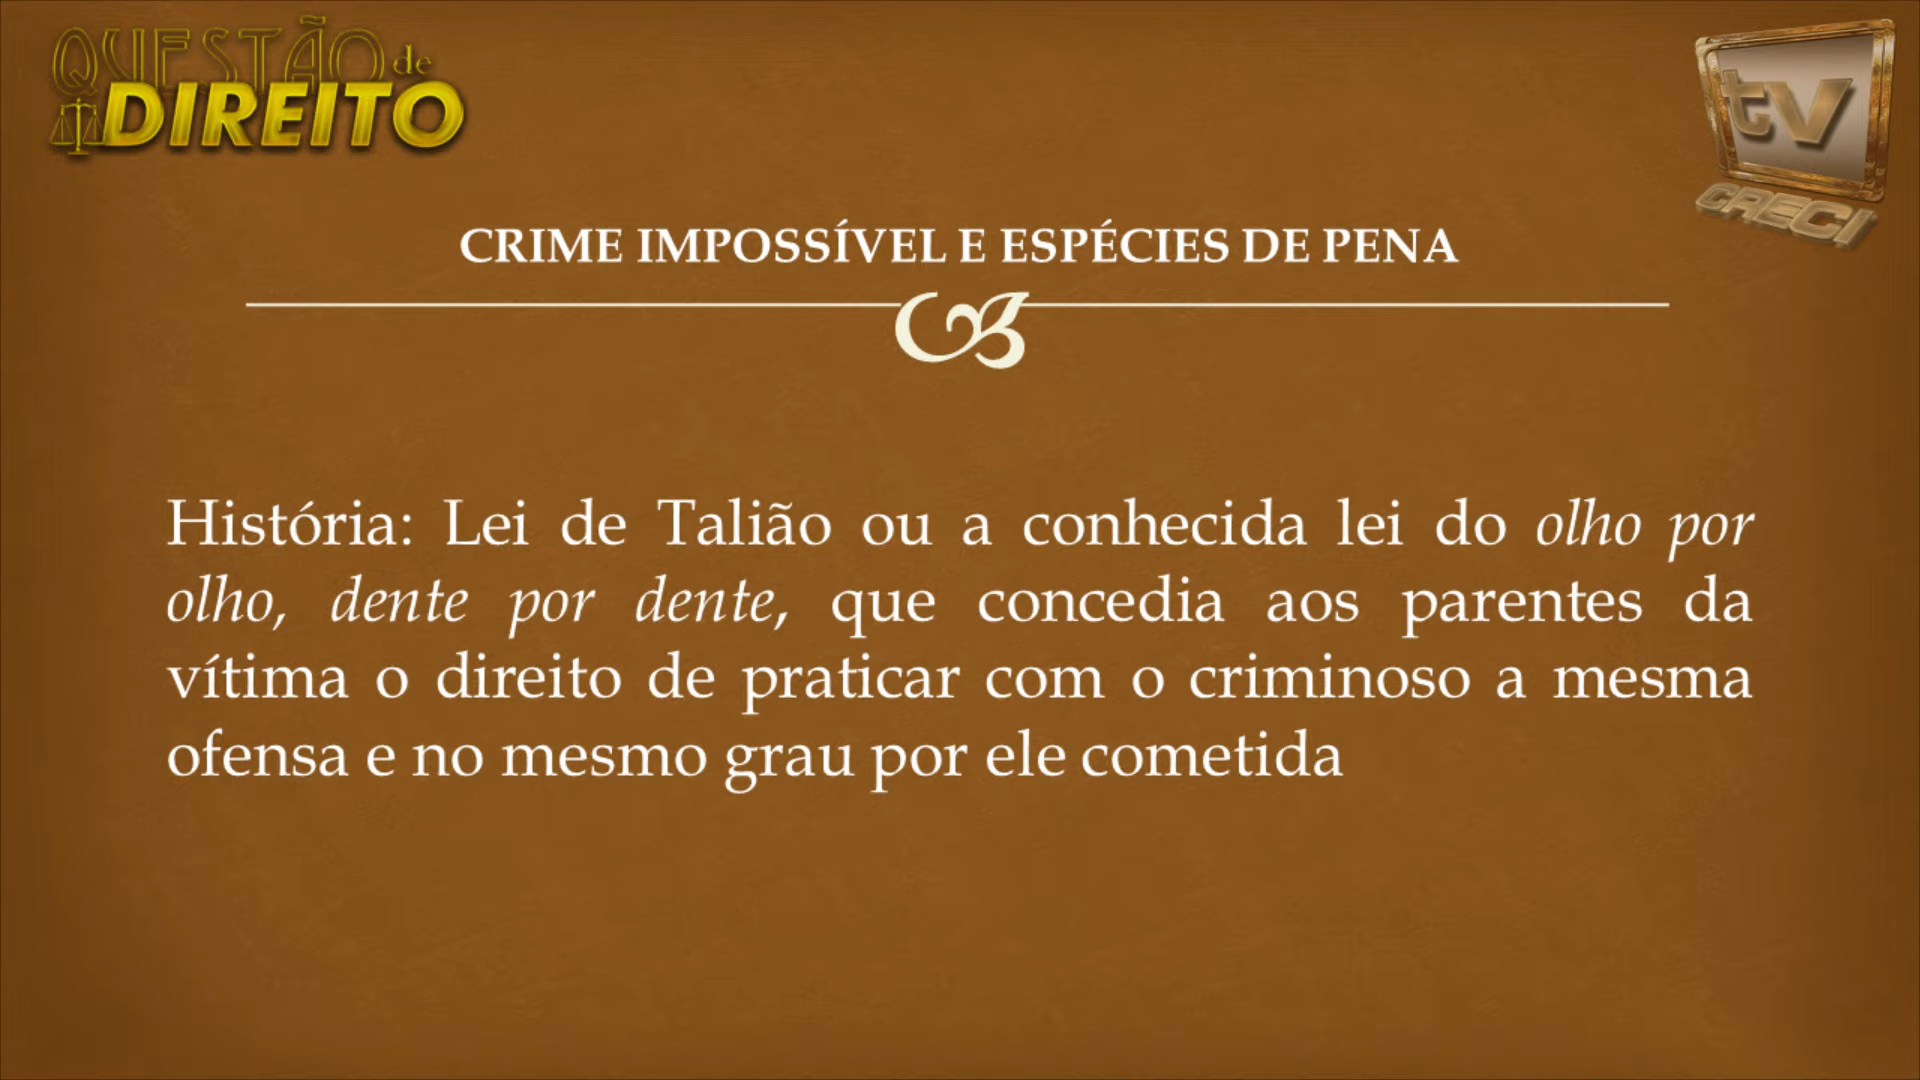 QUESTÃO de
DIREITO
tv
CRECI
CRIME IMPOSSÍVEL E ESPÉCIES DE PENA
História: Lei de Talião ou a conhecida lei do olho por
olho, dente por dente, que concedia aos parentes da
vítima o direito de praticar com o criminoso a mesma
ofensa e no mesmo grau por ele cometida